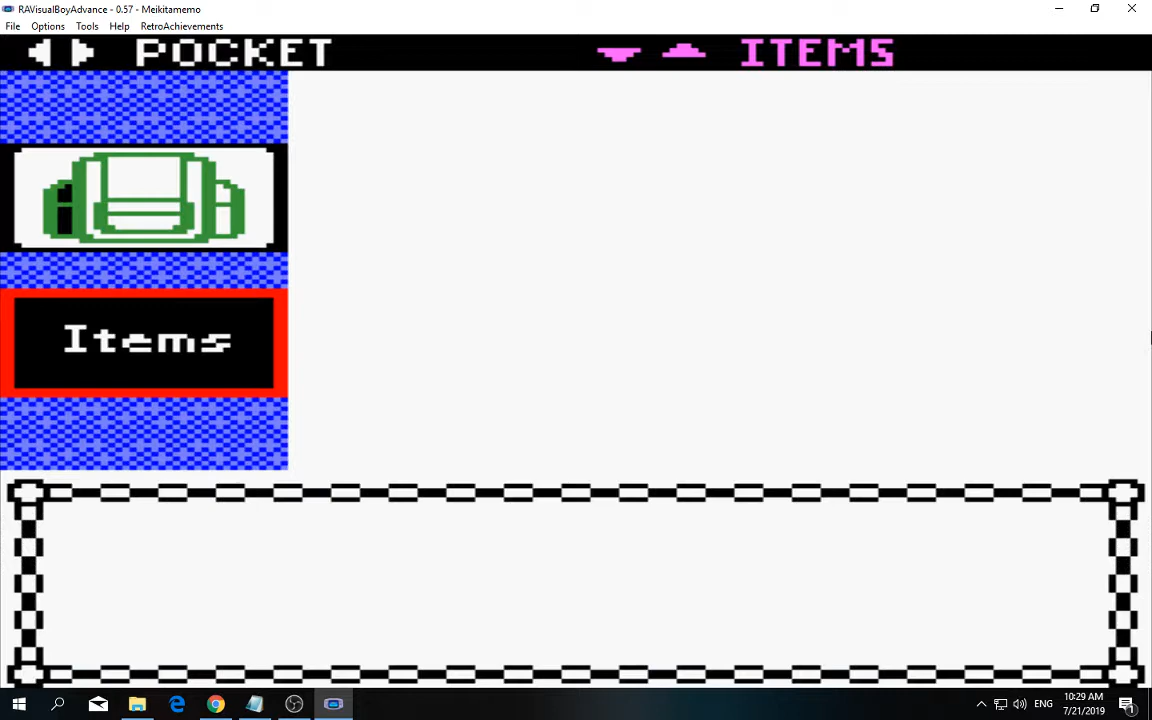 RAVisualBoyAdvance - 0.57 - Meikitamemo
File Options Tools Help RetroAchievements
POCKET ITEMS
Items
ENG
10:29 AM
7/21/2019
1